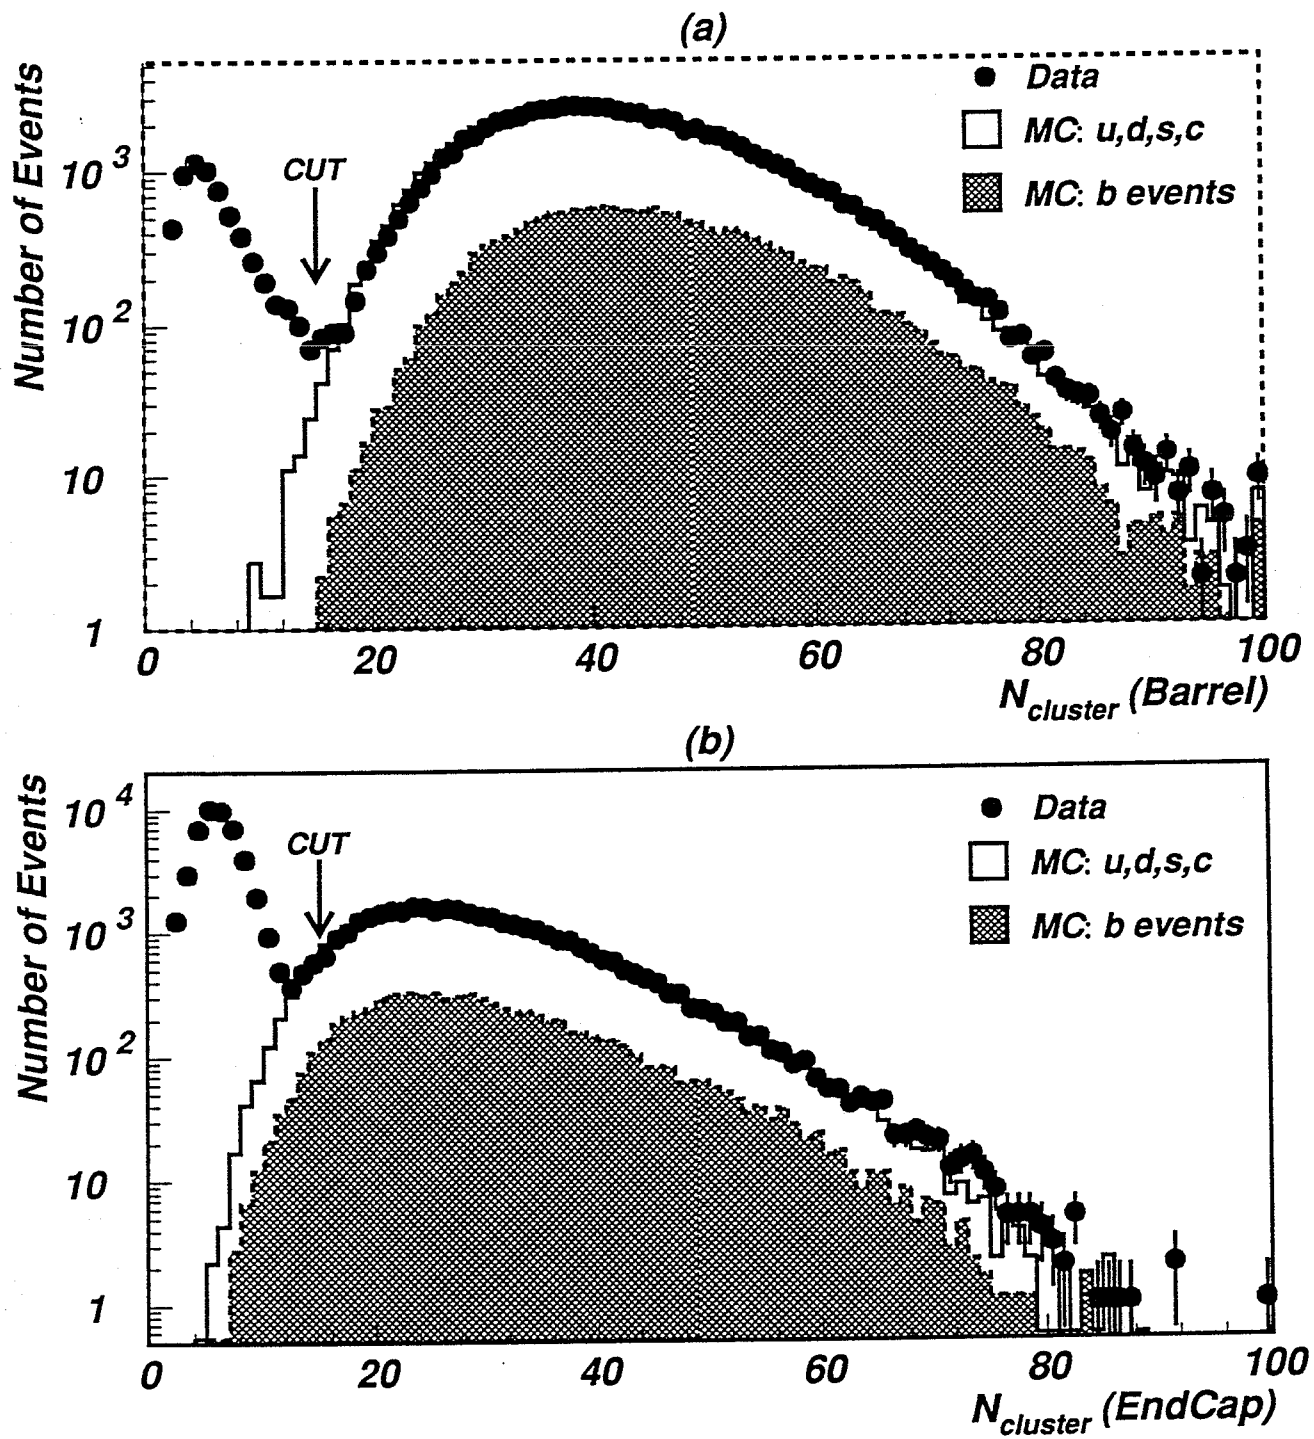 (a)
Number of Events
10 3
10 2
10
1
CUT
Data
MC: u,d,s,c
MC: b events
0 20 40 60 80 100
Ncluster (Barrel)
(b)
Number of Events
10 4
10 3
10 2
10
1
CUT
Data
MC: u,d,s,c
MC: b events
0 20 40 60 80 100
Ncluster (EndCap)